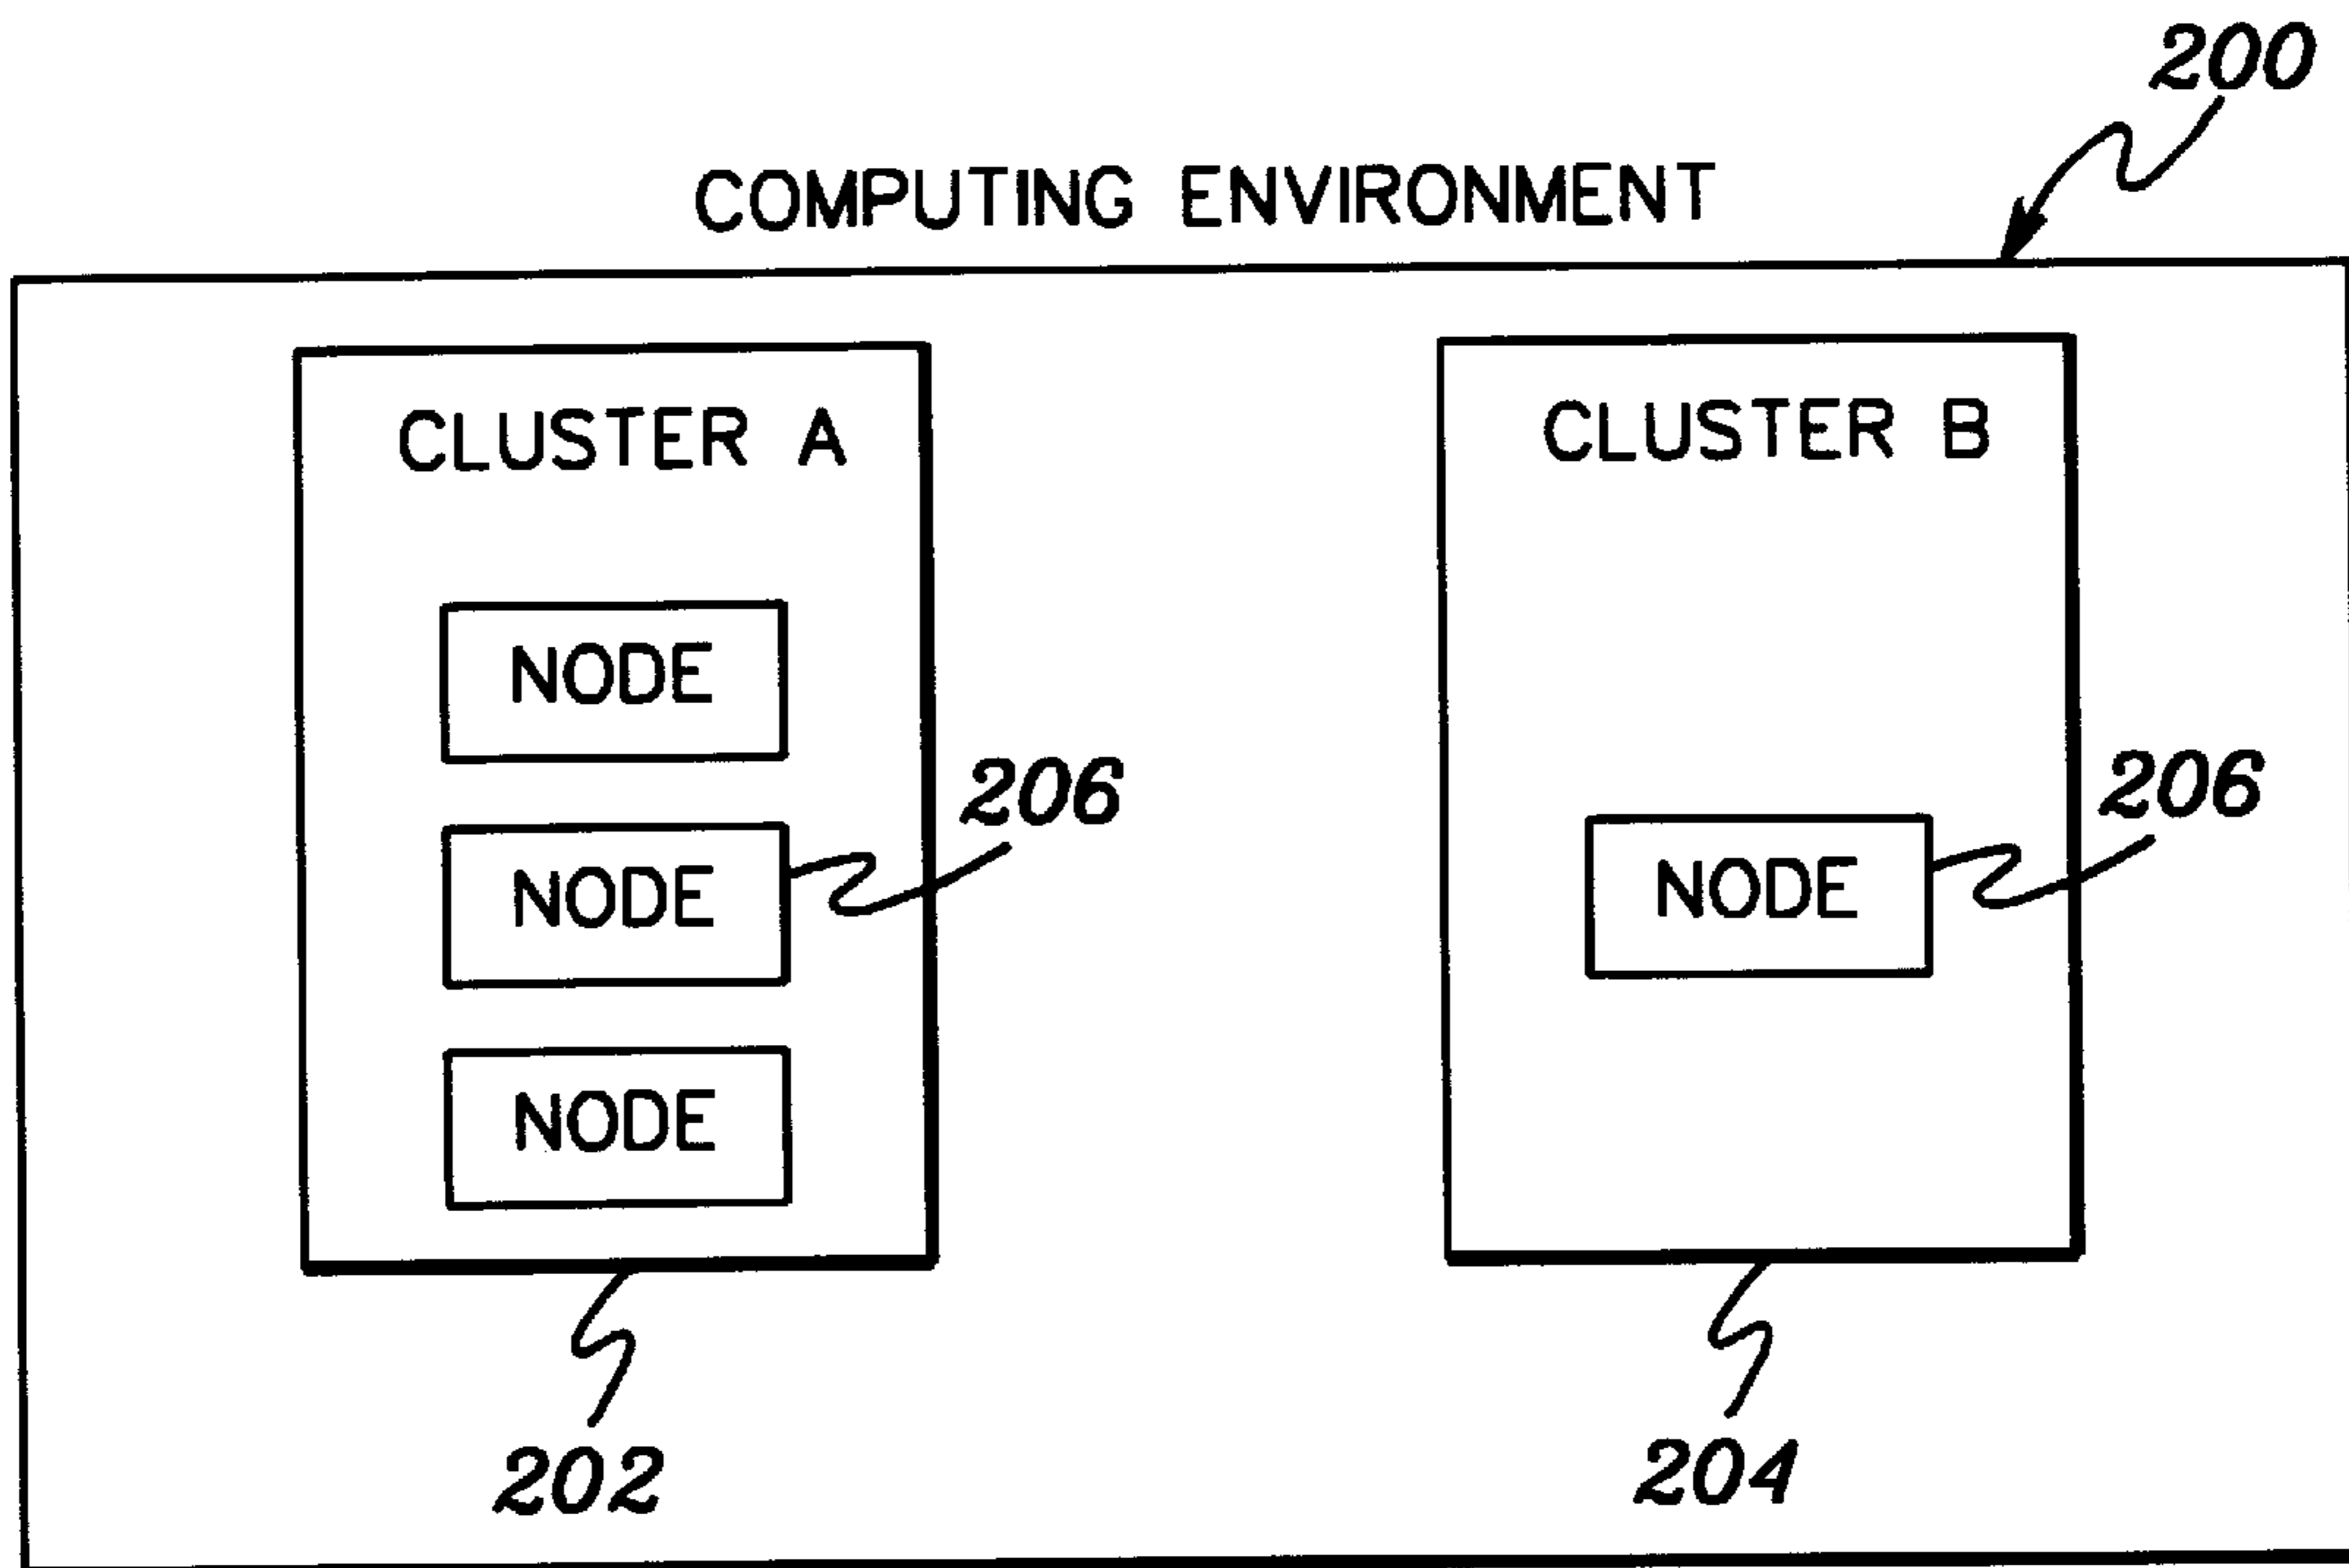 200
COMPUTING ENVIRONMENT
CLUSTER A
NODE
NODE
206
NODE
202
CLUSTER B
NODE
206
204